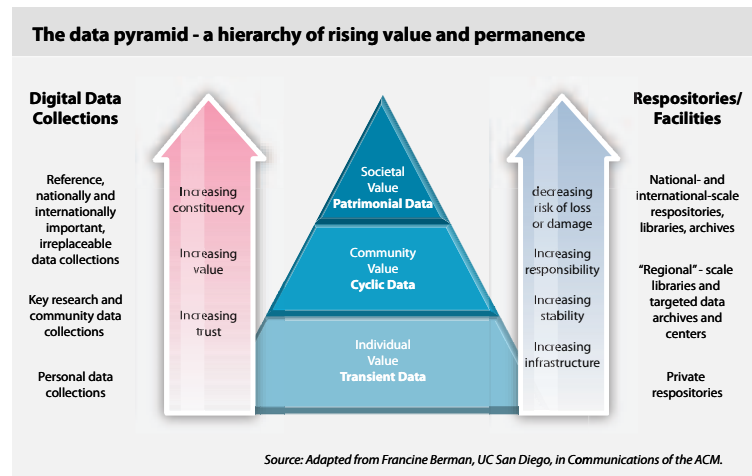 The data pyramid - a hierarchy of rising value and permanence
Digital Data
Collections
Reference,
nationally and
internationally
important,
irreplaceable
data collections
Key research and
community data
collections
Personal data
collections
Increasing
constituency
Increasing
value
Increasing
trust
Societal
Value
Patrimonial Data
Community
Value
Cyclic Data
Individual
Value
Transient Data
decreasing
risk of loss
or damage
Increasing
responsibility
Increasing
stability
Increasing
infrastructure
Respositories/
Facilities
National- and
international-scale
respositories,
libraries, archives
“Regional” - scale
libraries and
targeted data
archives and
centers
Private
respositories
Source: Adapted from Francine Berman, UC San Diego, in Communications of the ACM.